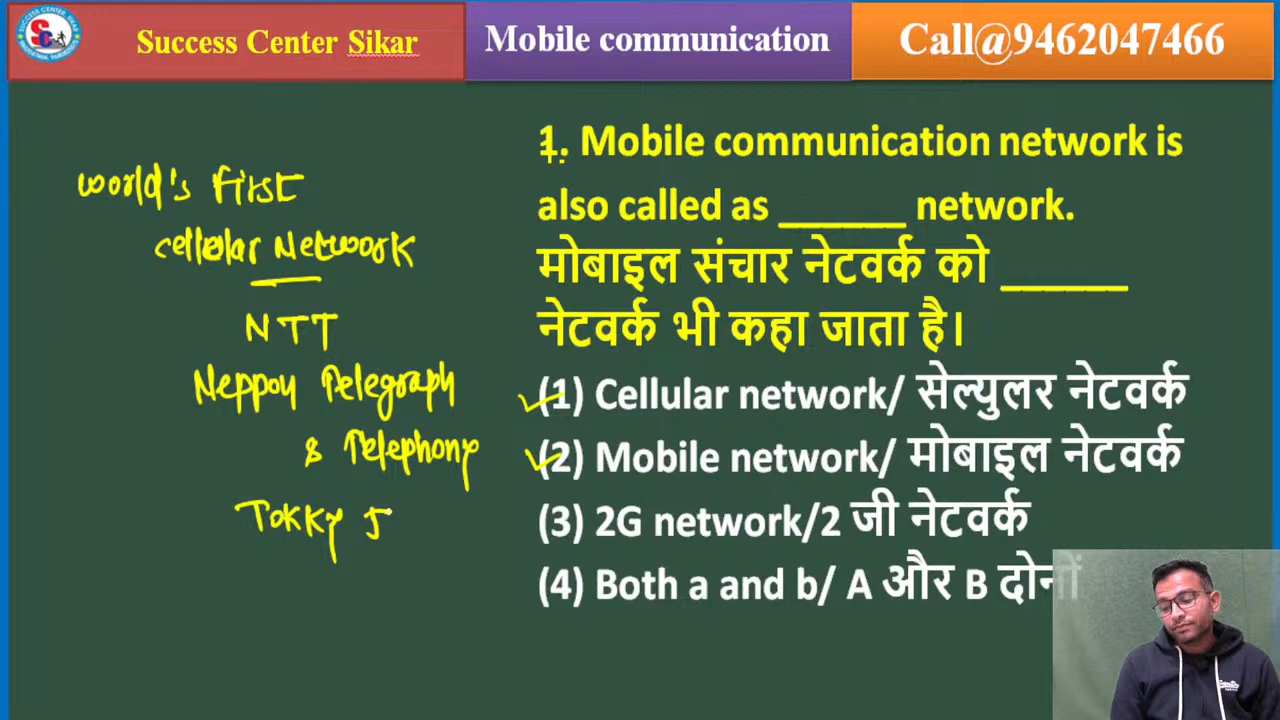 Success Center Sikar
Mobile communication
Call@9462047466
1. Mobile communication network is
also called as ______ network.
मोबाइल संचार नेटवर्क को ______
नेटवर्क भी कहा जाता है।
(1) Cellular network/ सेल्युलर नेटवर्क
(2) Mobile network/ मोबाइल नेटवर्क
(3) 2G network/2 जी नेटवर्क
(4) Both a and b/ A और B दोनों
World's First
Cellular Network
NTT
Neppon Telegraph
& Telephony
Tokky J